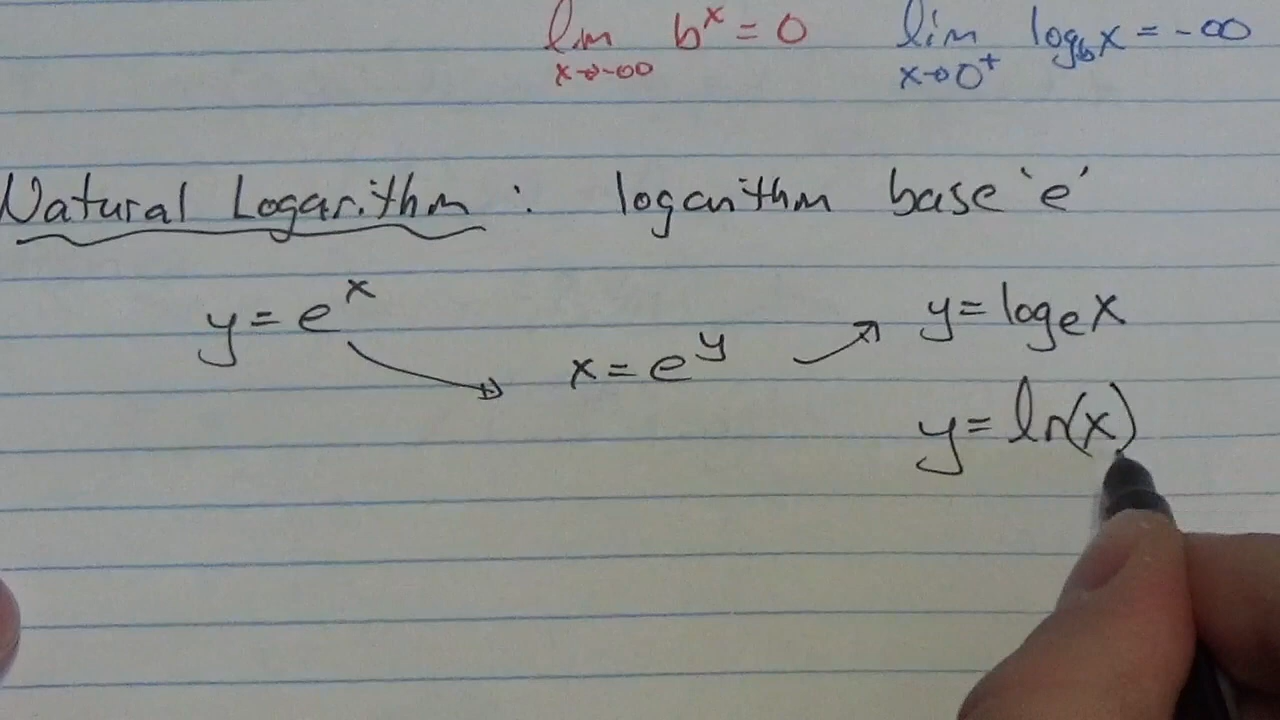 lim x→-∞ b^x = 0   lim x→0⁺ log_b x = -∞
Natural Logarithm : logarithm base 'e'
y = e^x
x = e^y
y = log_e x
y = ln(x)